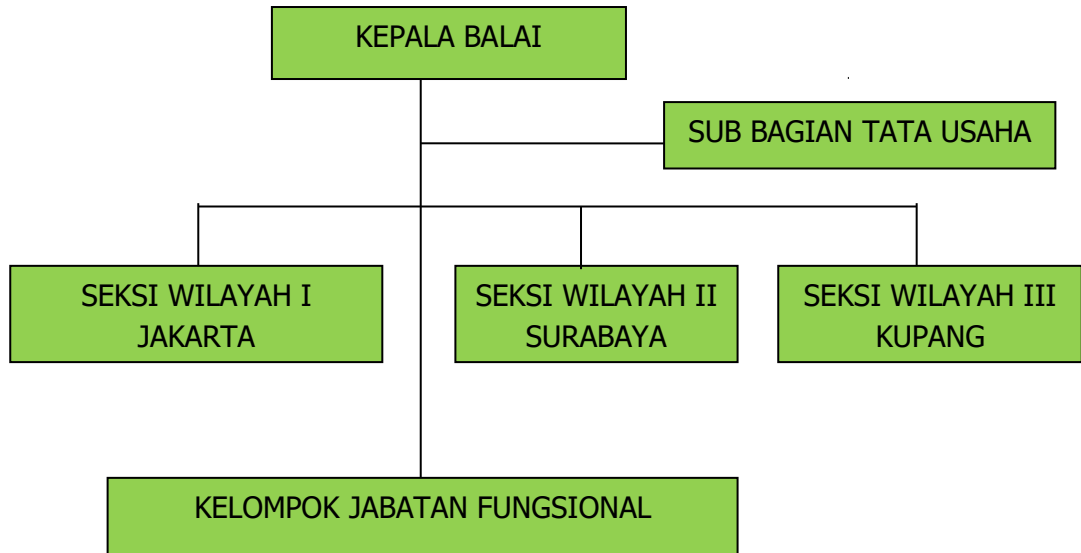 KEPALA BALAI
SUB BAGIAN TATA USAHA
SEKSI WILAYAH I
JAKARTA
SEKSI WILAYAH II
SURABAYA
SEKSI WILAYAH III
KUPANG
KELOMPOK JABATAN FUNGSIONAL